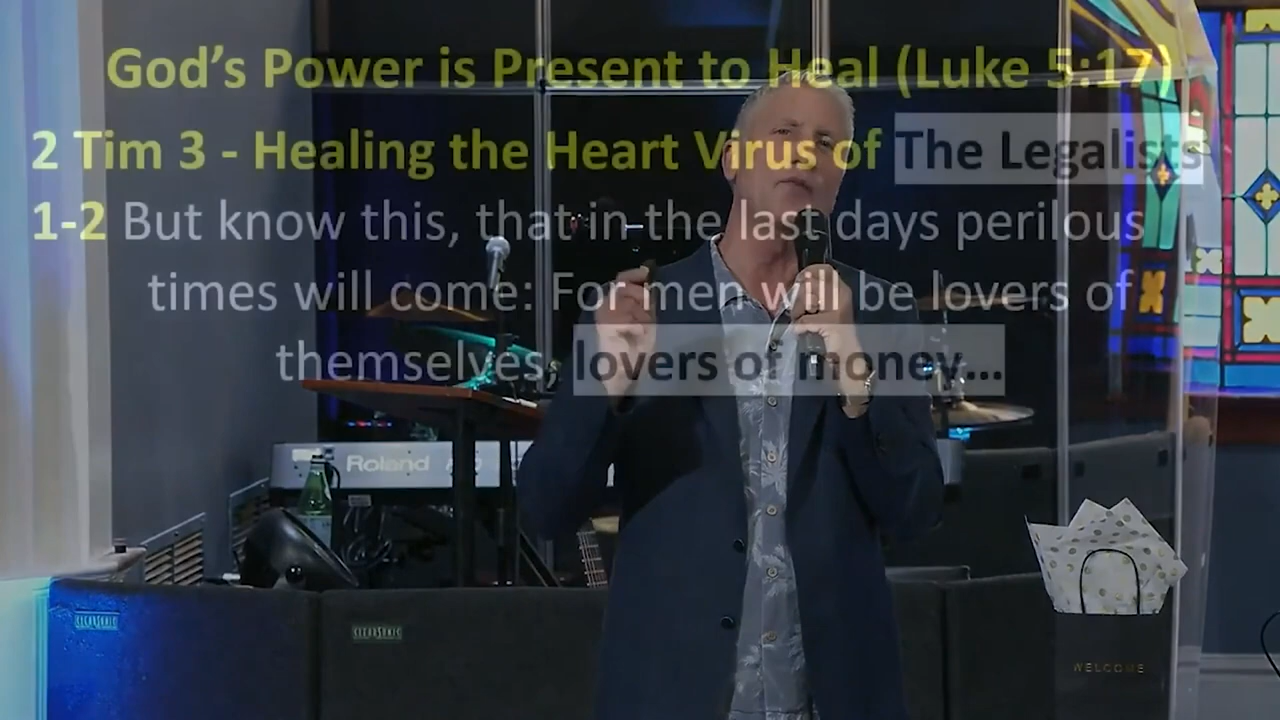 God's Power is Present to Heal (Luke 5:17)
2 Tim 3 - Healing the Heart Virus of The Legalists
1-2 But know this, that in the last days perilous
times will come: For men will be lovers of
themselves, lovers of money...
Roland
CLEARSONIC
CLEARSONIC
WELCOME